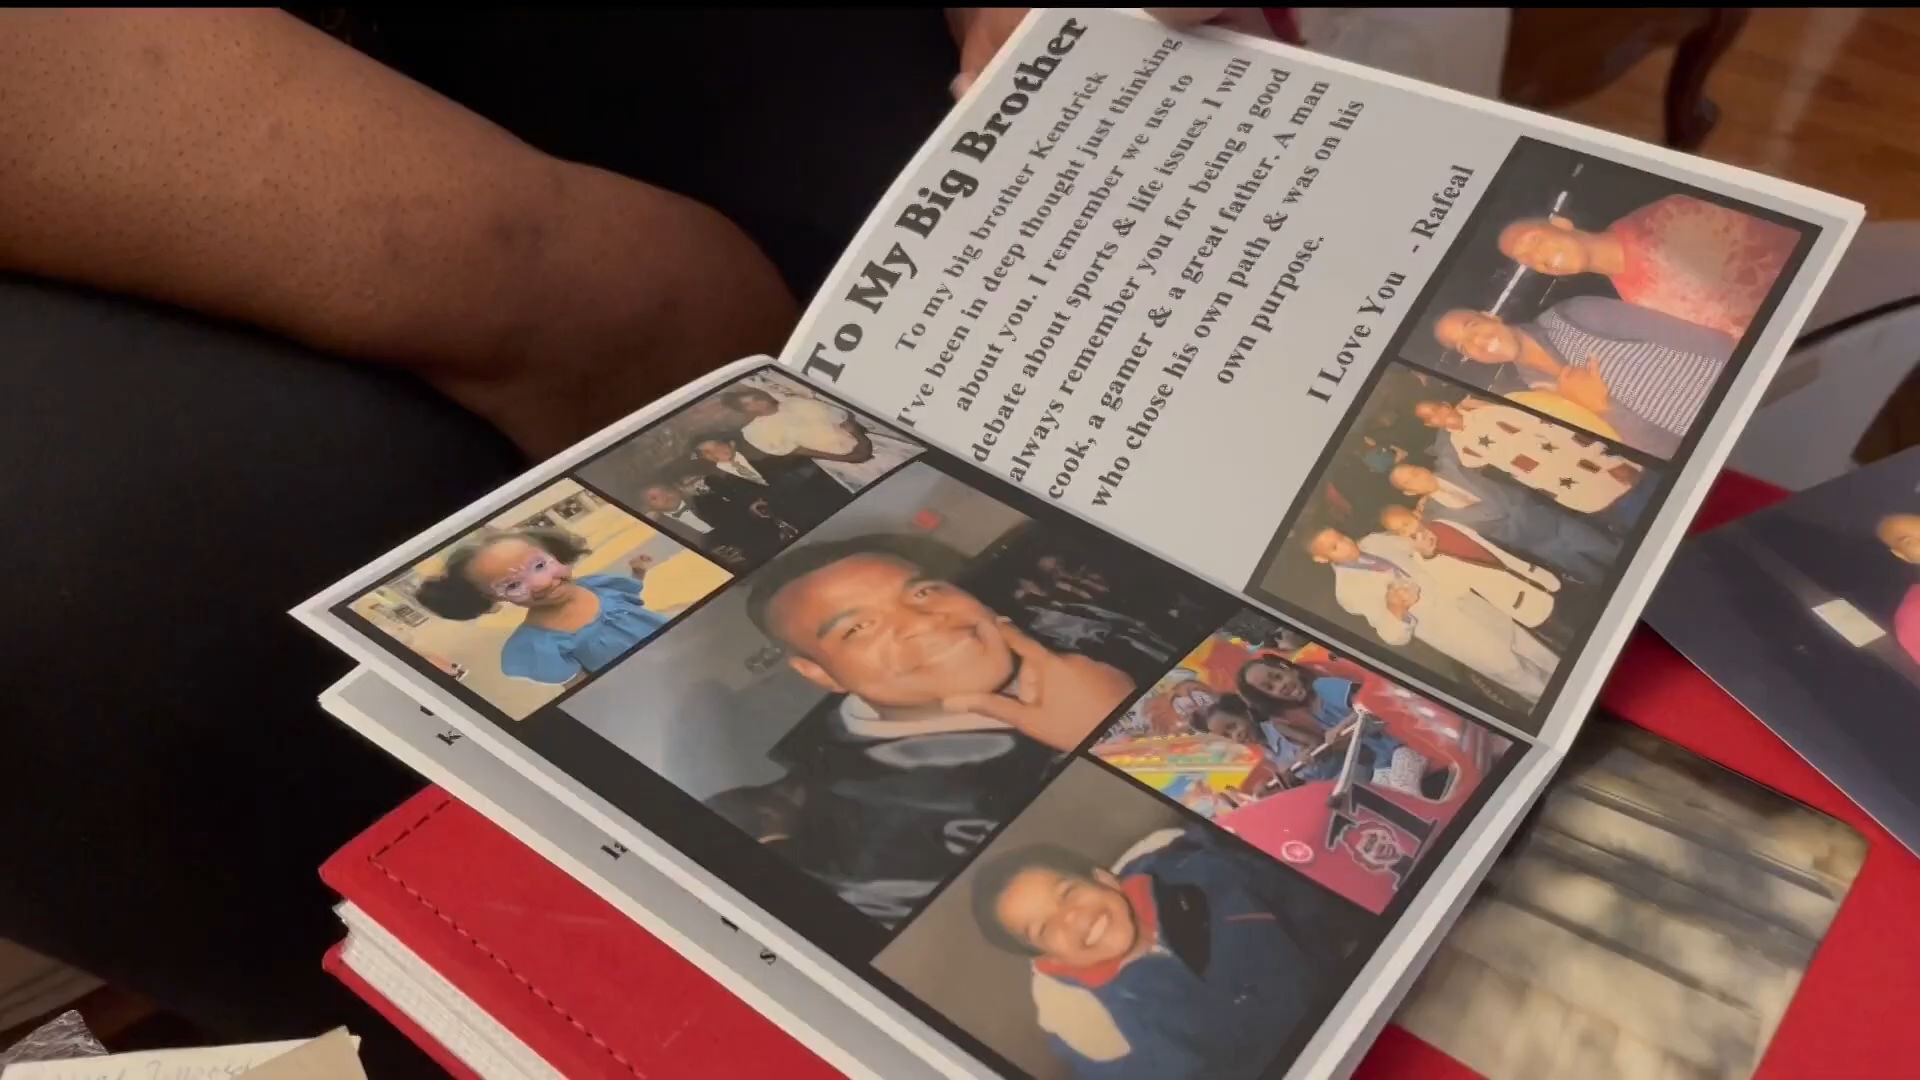 To My Big Brother
To my big brother Kendrick
I've been in deep thought just thinking
about you. I remember we use to
debate about sports & life issues. I will
always remember you for being a good
cook, a gamer & a great father. A man
who chose his own path & was on his
own purpose.
I Love You - Rafeal